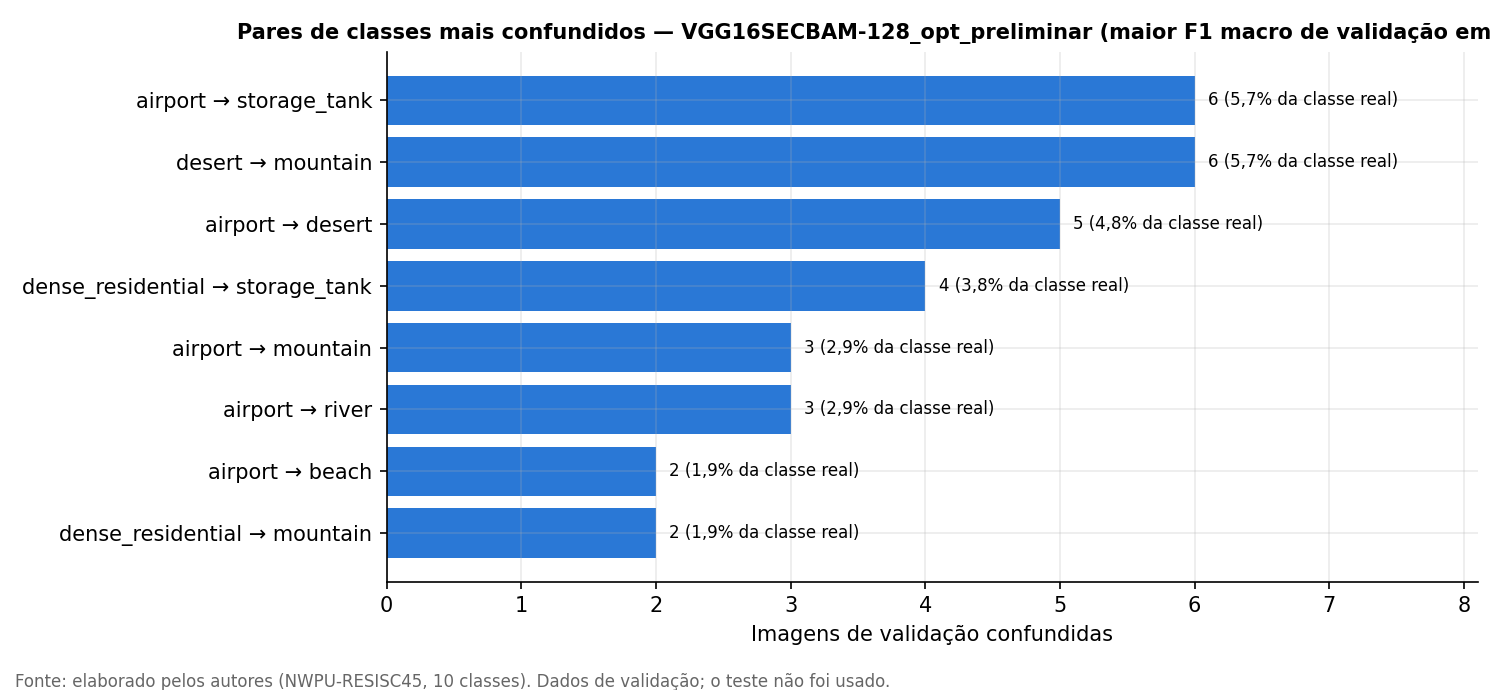 Pares de classes mais confundidos — VGG16SECBAM-128_opt_preliminar (maior F1 macro de validação em
airport → storage_tank
6 (5,7% da classe real)
desert → mountain
6 (5,7% da classe real)
airport → desert
5 (4,8% da classe real)
dense_residential → storage_tank
4 (3,8% da classe real)
airport → mountain
3 (2,9% da classe real)
airport → river
3 (2,9% da classe real)
airport → beach
2 (1,9% da classe real)
dense_residential → mountain
2 (1,9% da classe real)
0 1 2 3 4 5 6 7 8
Imagens de validação confundidas
Fonte: elaborado pelos autores (NWPU-RESISC45, 10 classes). Dados de validação; o teste não foi usado.